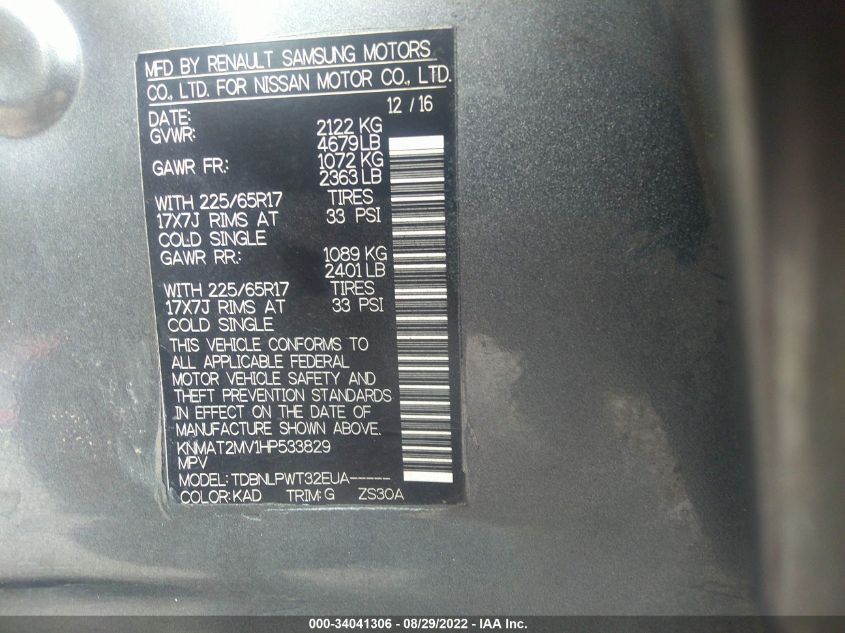 MFD BY RENAULT SAMSUNG MOTORS
CO., LTD. FOR NISSAN MOTOR CO., LTD.
DATE: 12 / 16
GVWR: 2122 KG
4679 LB
GAWR FR: 1072 KG
2363 LB
WITH 225/65R17 TIRES
17X7J RIMS AT 33 PSI
COLD SINGLE
GAWR RR: 1089 KG
2401 LB
WITH 225/65R17 TIRES
17X7J RIMS AT 33 PSI
COLD SINGLE
THIS VEHICLE CONFORMS TO
ALL APPLICABLE FEDERAL
MOTOR VEHICLE SAFETY AND
THEFT PREVENTION STANDARDS
IN EFFECT ON THE DATE OF
MANUFACTURE SHOWN ABOVE.
KNMAT2MV1HP533829
MPV
MODEL: TDBNLPWT32EUA------
COLOR: KAD TRIM: G ZS30A
000-34041306 - 08/29/2022 - IAA Inc.